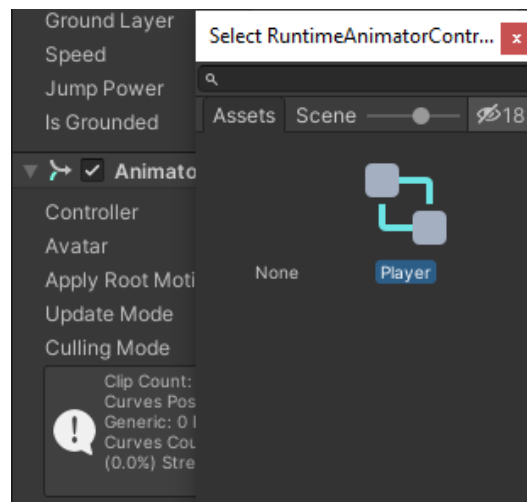 Ground Layer
Speed
Jump Power
Is Grounded
Animato
Controller
Avatar
Apply Root Moti
Update Mode
Culling Mode
Clip Count:
Curves Pos
Generic: 0
Curves Cou
(0.0%) Stre
Select RuntimeAnimatorContr... x
Assets Scene 18
None Player